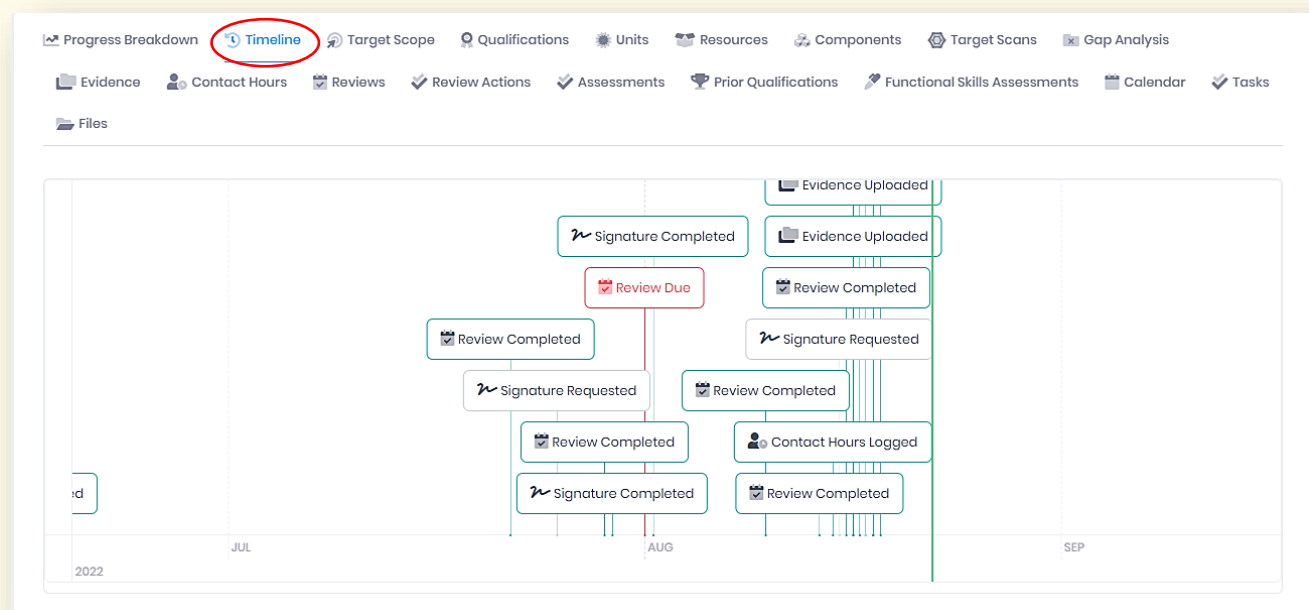 Progress Breakdown Timeline Target Scope Qualifications Units Resources Components Target Scans Gap Analysis
Evidence Contact Hours Reviews Review Actions Assessments Prior Qualifications Functional Skills Assessments Calendar Tasks
Files
Evidence Uploaded
Signature Completed Evidence Uploaded
Review Due Review Completed
Review Completed Signature Requested
Signature Requested Review Completed
Review Completed Contact Hours Logged
ed Signature Completed Review Completed
JUL AUG SEP
2022